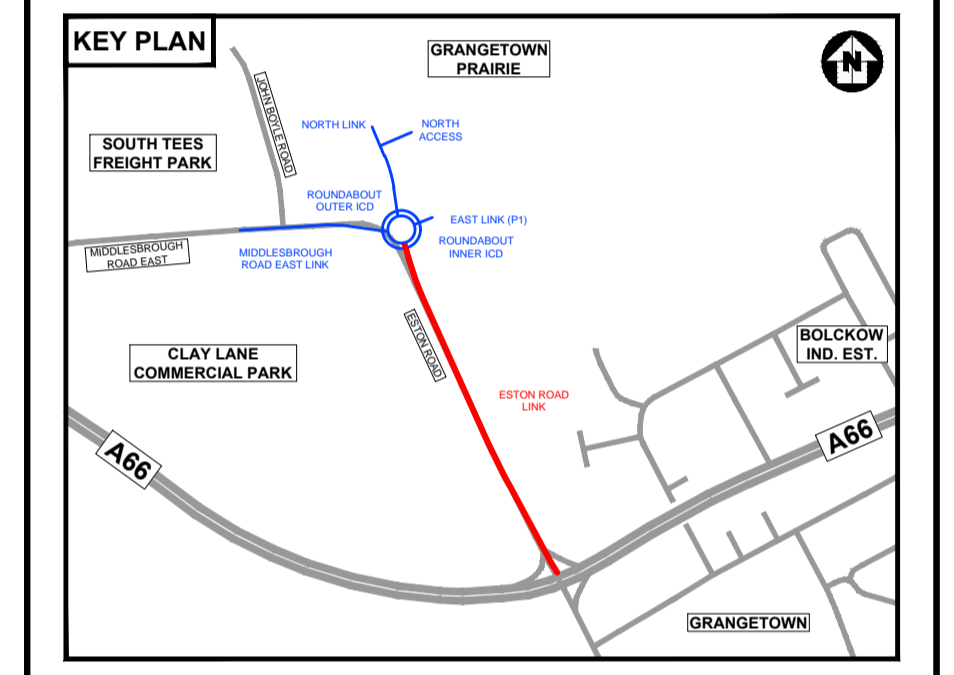 KEY PLAN
GRANGETOWN
PRAIRIE
N
JOHN BOYLE ROAD
NORTH LINK
NORTH
ACCESS
SOUTH TEES
FREIGHT PARK
ROUNDABOUT
OUTER ICD
EAST LINK (P1)
ROUNDABOUT
INNER ICD
MIDDLESBROUGH
ROAD EAST
MIDDLESBROUGH
ROAD EAST LINK
ESTON ROAD
BOLCKOW
IND. EST.
CLAY LANE
COMMERCIAL PARK
ESTON ROAD
LINK
A66
A66
GRANGETOWN